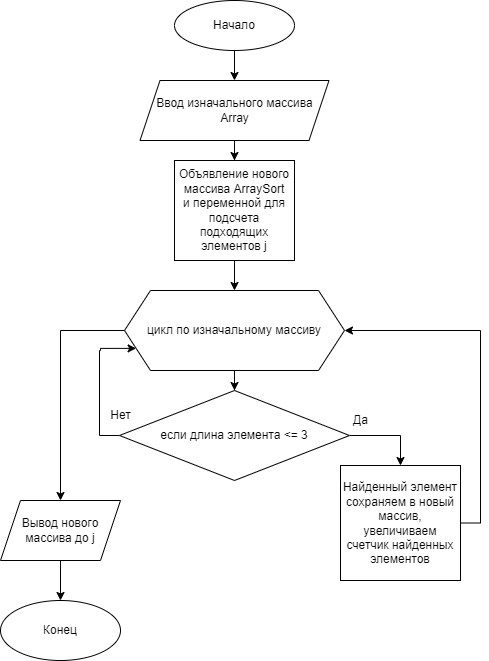 Начало
Ввод изначального массива
Array
Объявление нового
массива ArraySort
и переменной для
подсчета
подходящих
элементов j
цикл по изначальному массиву
Нет
если длина элемента <= 3
Да
Найденный элемент
сохраняем в новый
массив,
увеличиваем
счетчик найденных
элементов
Вывод нового
массива до j
Конец